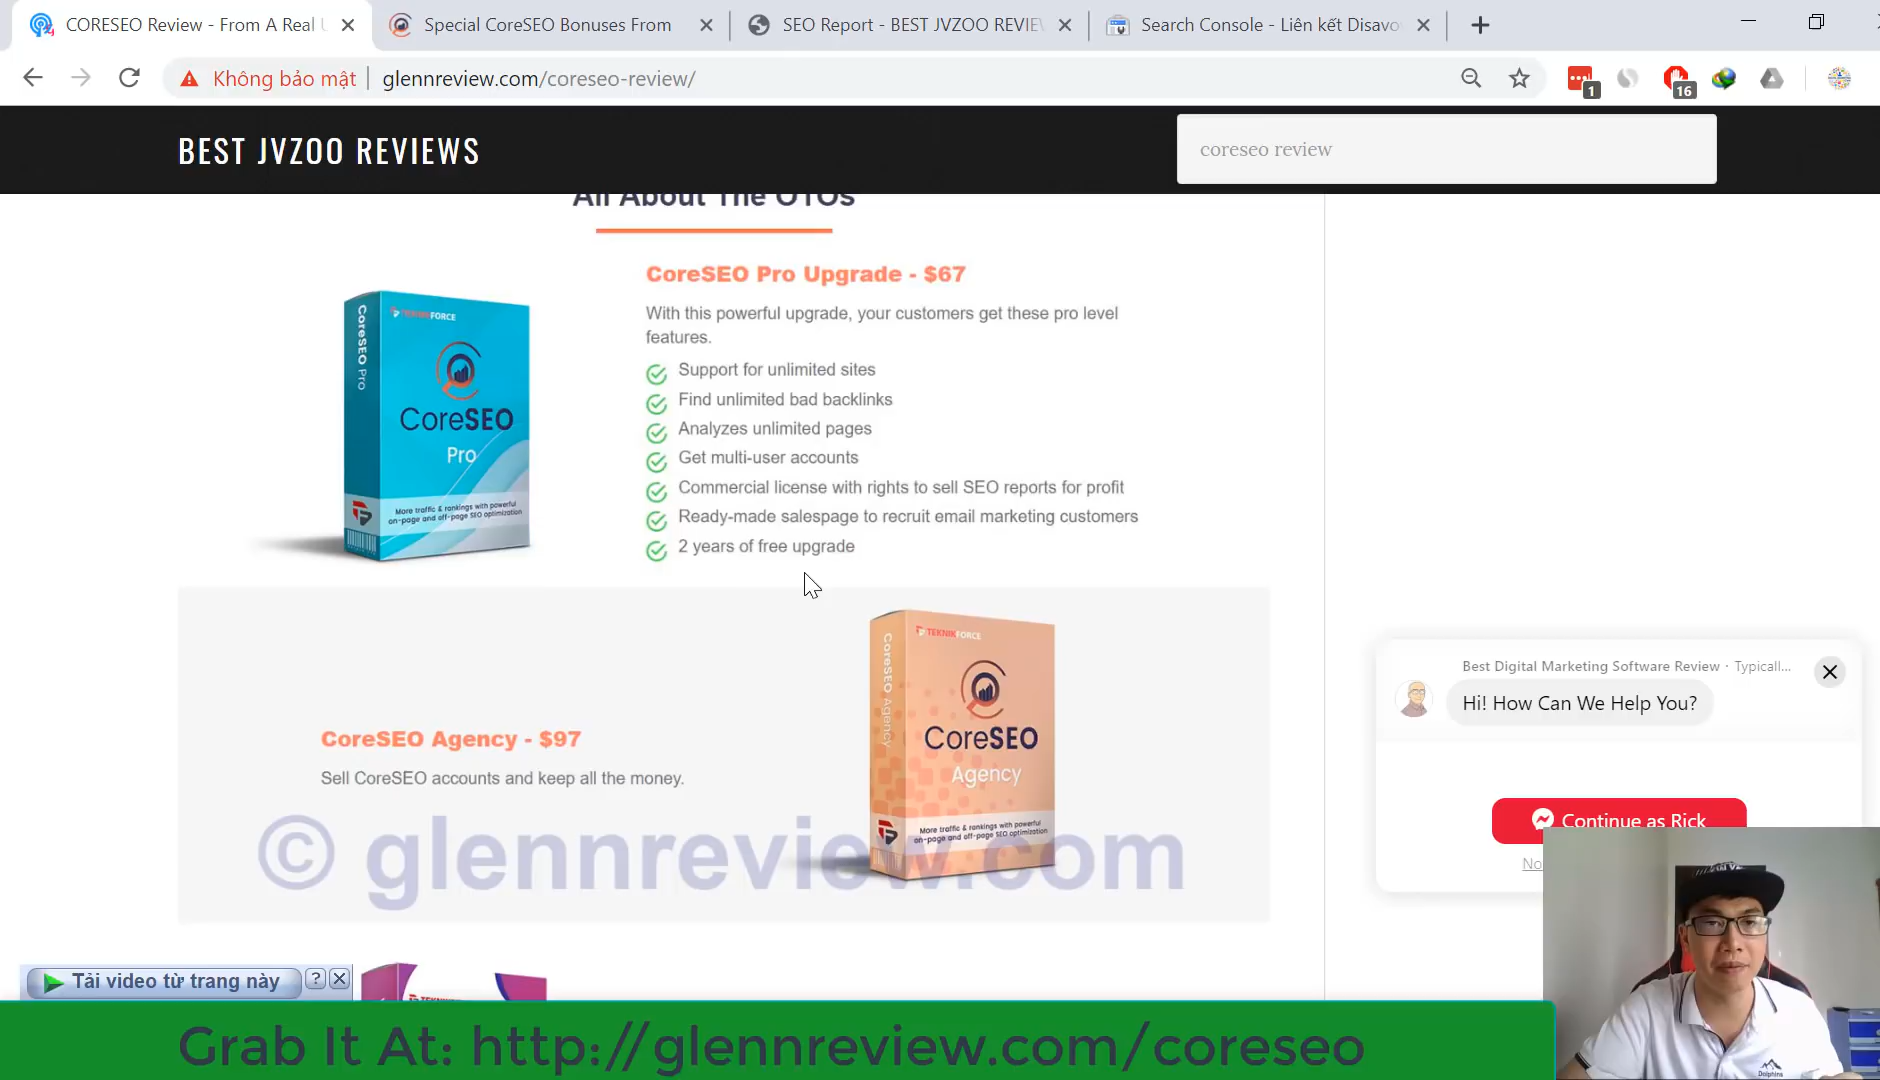 CORESEO Review - From A Real U
Special CoreSEO Bonuses From
SEO Report - BEST JVZOO REVIEW
Search Console - Liên kết Disavo
Không bảo mật
glennreview.com/coreseo-review/
1
16
BEST JVZOO REVIEWS
coreseo review
All About The OTOs
CoreSEO Pro Upgrade - $67
With this powerful upgrade, your customers get these pro level
features.
Support for unlimited sites
Find unlimited bad backlinks
Analyzes unlimited pages
Get multi-user accounts
Commercial license with rights to sell SEO reports for profit
Ready-made salespage to recruit email marketing customers
2 years of free upgrade
TEKNIKFORCE
CoreSEO Pro
CoreSEO
Pro
More traffic & rankings with powerful
on-page and off-page SEO optimization
CoreSEO Agency - $97
Sell CoreSEO accounts and keep all the money.
TEKNIKFORCE
CoreSEO Agency
CoreSEO
Agency
More traffic & rankings with powerful
on-page and off-page SEO optimization
© glennreview.com
Best Digital Marketing Software Review · Typicall...
Hi! How Can We Help You?
Continue as Rick
No
Tải video từ trang này
?
Grab It At: http://glennreview.com/coreseo
Dolphins